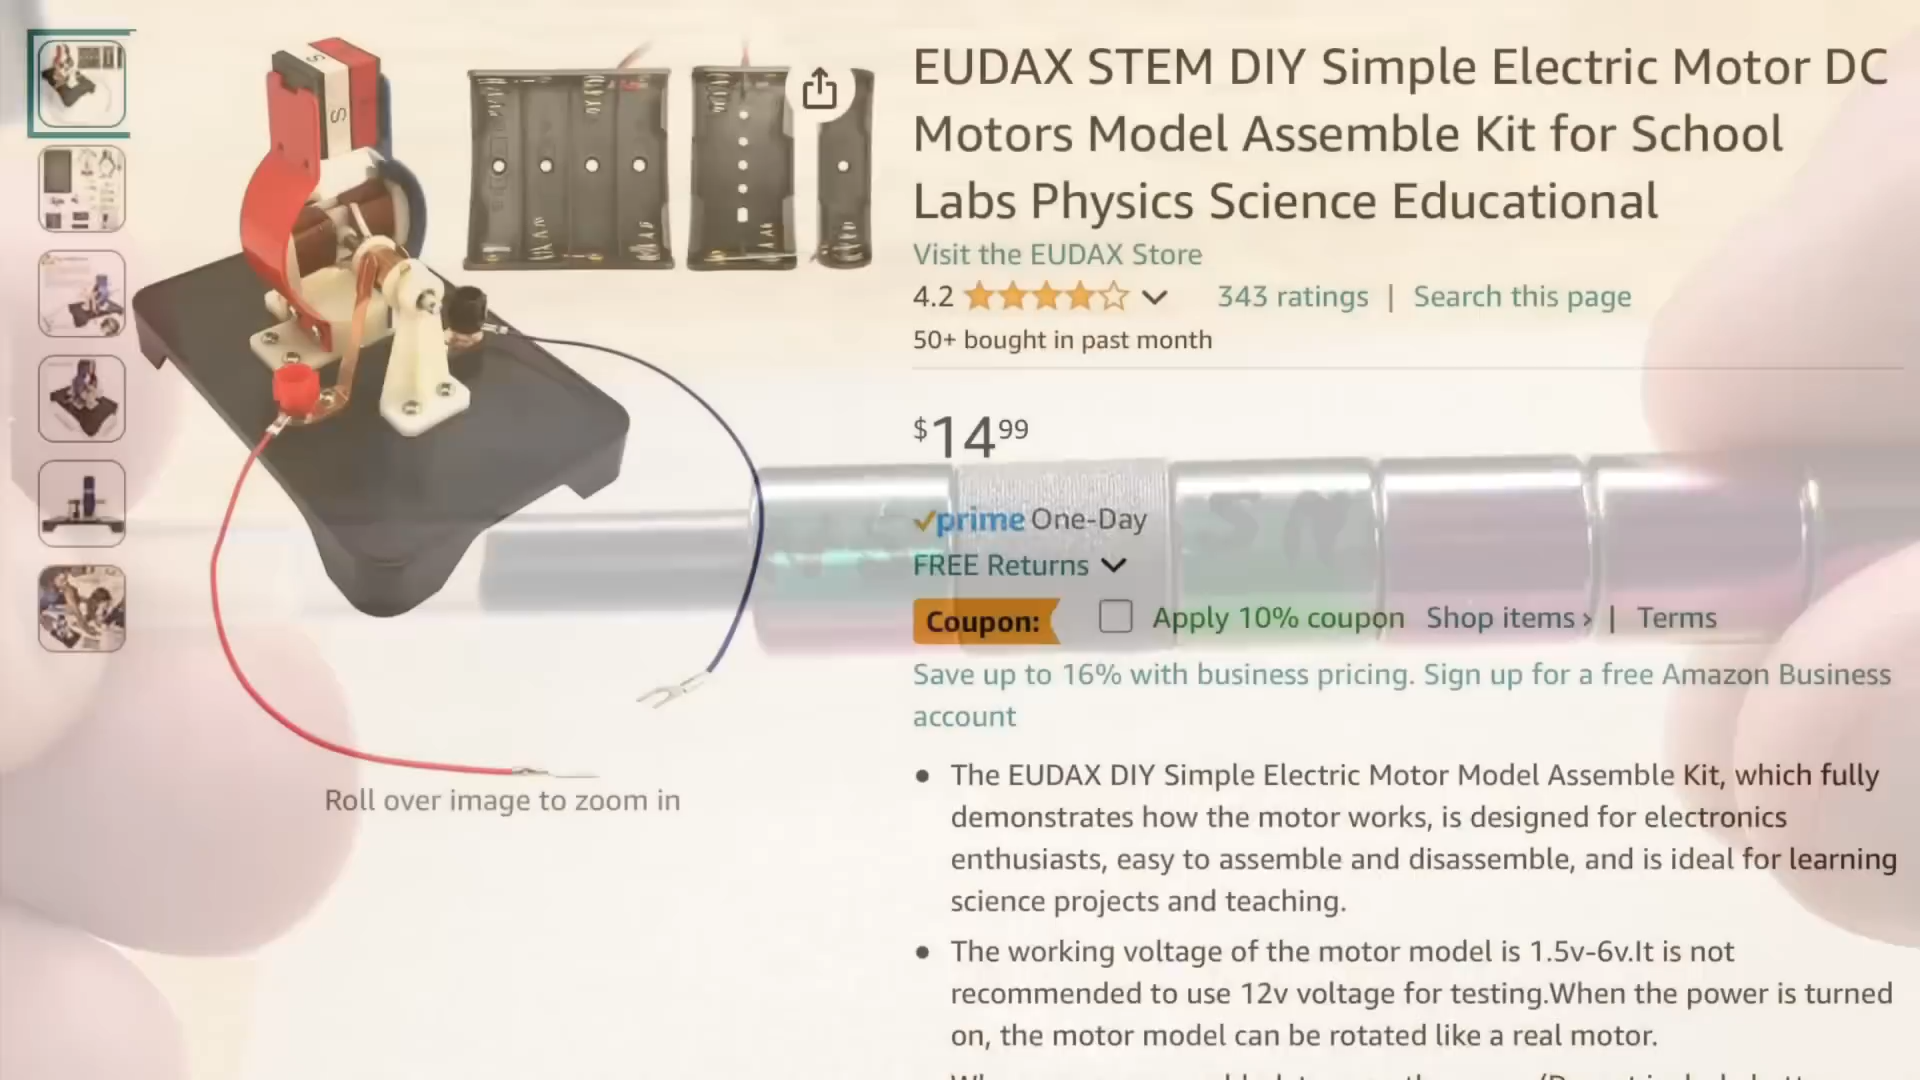 EUDAX STEM DIY Simple Electric Motor DC
Motors Model Assemble Kit for School
Labs Physics Science Educational
Visit the EUDAX Store
4.2
343 ratings | Search this page
50+ bought in past month
$14 99
prime One-Day
FREE Returns
Coupon: Apply 10% coupon Shop items › | Terms
Save up to 16% with business pricing. Sign up for a free Amazon Business
account
Roll over image to zoom in
• The EUDAX DIY Simple Electric Motor Model Assemble Kit, which fully
demonstrates how the motor works, is designed for electronics
enthusiasts, easy to assemble and disassemble, and is ideal for learning
science projects and teaching.
• The working voltage of the motor model is 1.5v-6v.It is not
recommended to use 12v voltage for testing.When the power is turned
on, the motor model can be rotated like a real motor.
S
S
S N